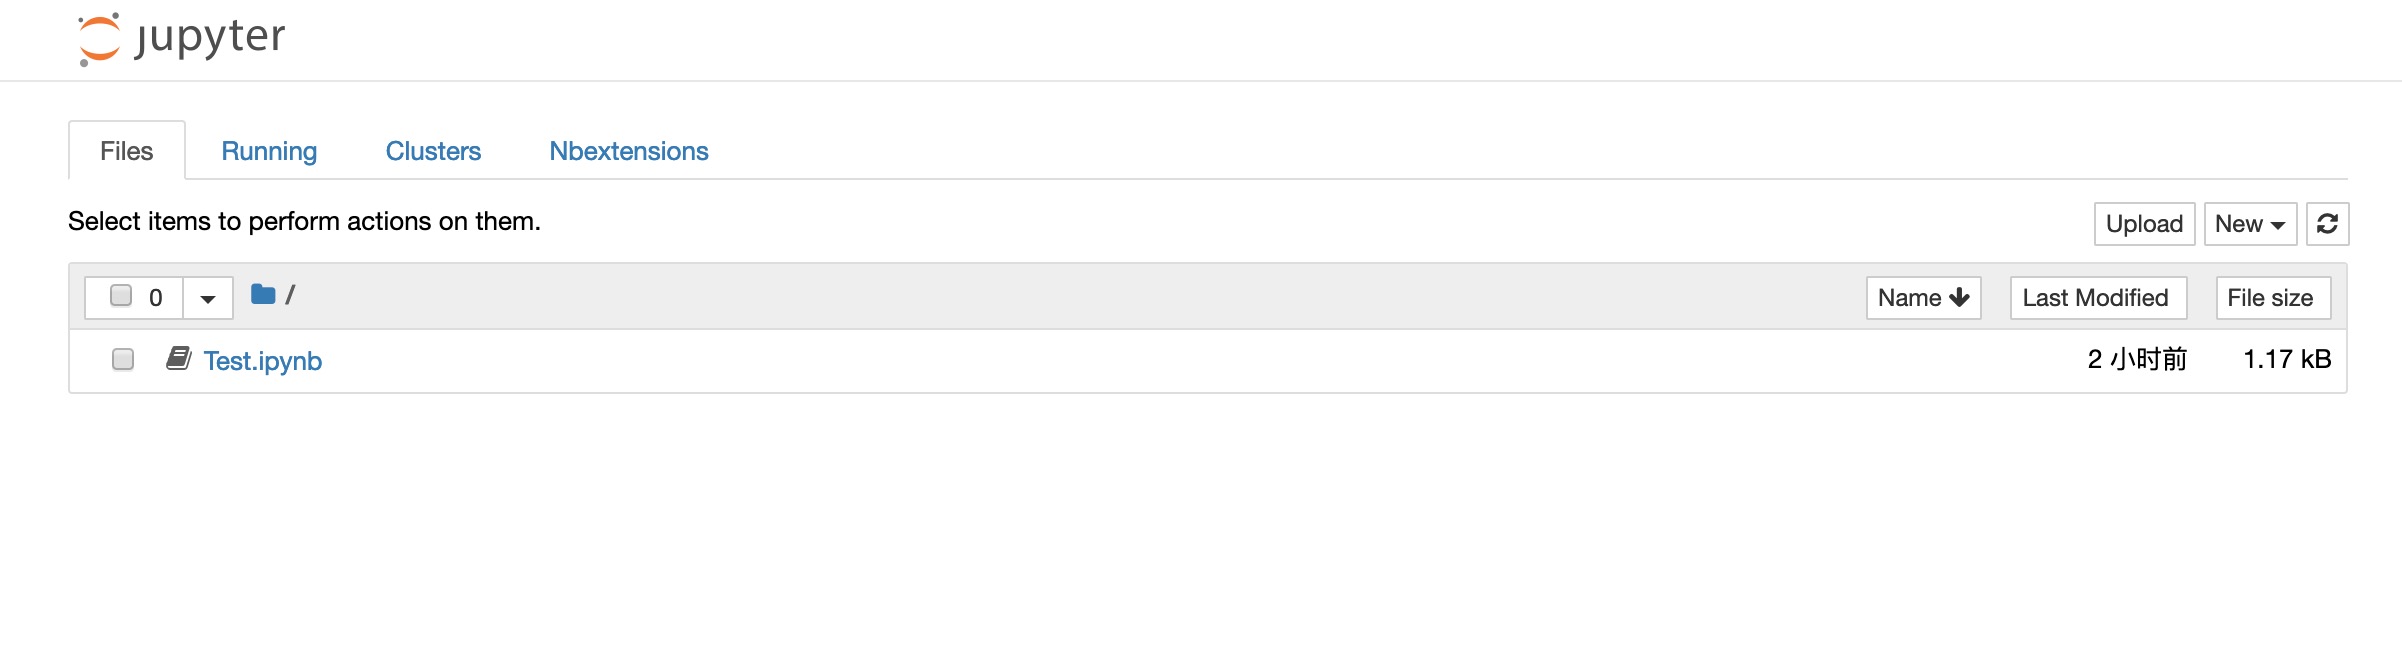 jupyter
Files Running Clusters Nbextensions
Select items to perform actions on them. Upload New
0 / Name Last Modified File size
Test.ipynb 2 小时前 1.17 kB